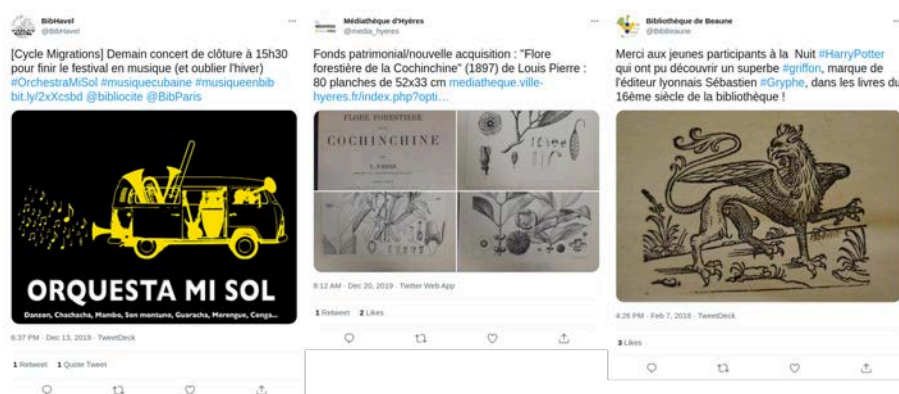 BibHavel
@BibHavel
[Cycle Migrations] Demain concert de clôture à 15h30
pour finir le festival en musique (et oublier l'hiver)
#OrchestraMiSol #musiquecubaine #musiqueenbib
bit.ly/2xXcsbd @bibliocite @BibParis
ORQUESTA MI SOL
Danzon, Chachacha, Mambo, Son montuno, Guaracha, Merengue, Conga...
8:37 PM · Dec 13, 2019 · TweetDeck
1 Retweet 1 Quote Tweet
Médiathèque d'Hyères
@media_hyeres
Fonds patrimonial/nouvelle acquisition : "Flore
forestière de la Cochinchine" (1897) de Louis Pierre :
80 planches de 52x33 cm mediatheque.ville-
hyeres.fr/index.php?opti…
FLORE FORESTIERE
COCHINCHINE
8:12 AM · Dec 20, 2019 · Twitter Web App
1 Retweet 2 Likes
Bibliothèque de Beaune
@BibBeaune
Merci aux jeunes participants à la Nuit #HarryPotter
qui ont pu découvrir un superbe #griffon, marque de
l'éditeur lyonnais Sébastien #Gryphe, dans les livres du
16ème siècle de la bibliothèque !
4:26 PM · Feb 7, 2018 · TweetDeck
3 Likes